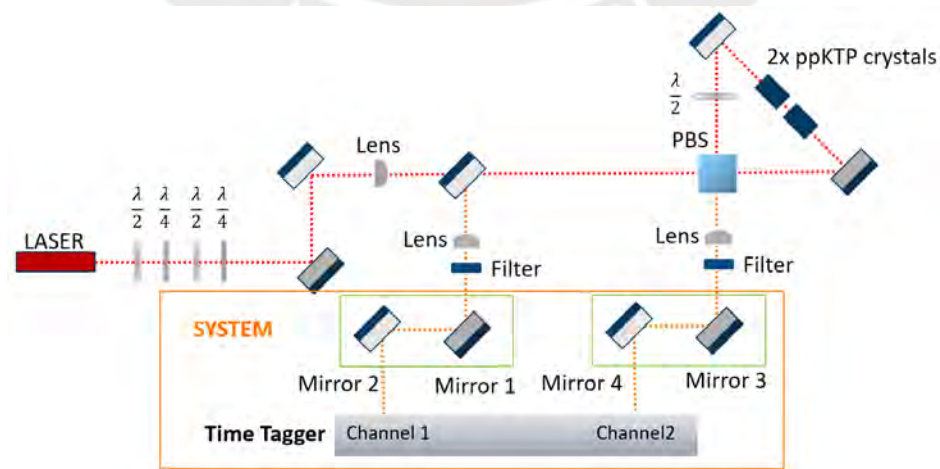 2x ppKTP crystals
λ
2
PBS
Lens
λ
2
λ
4
λ
2
λ
4
LASER
Lens
Filter
Lens
Filter
SYSTEM
Mirror 2
Mirror 1
Mirror 4
Mirror 3
Time Tagger
Channel 1
Channel2